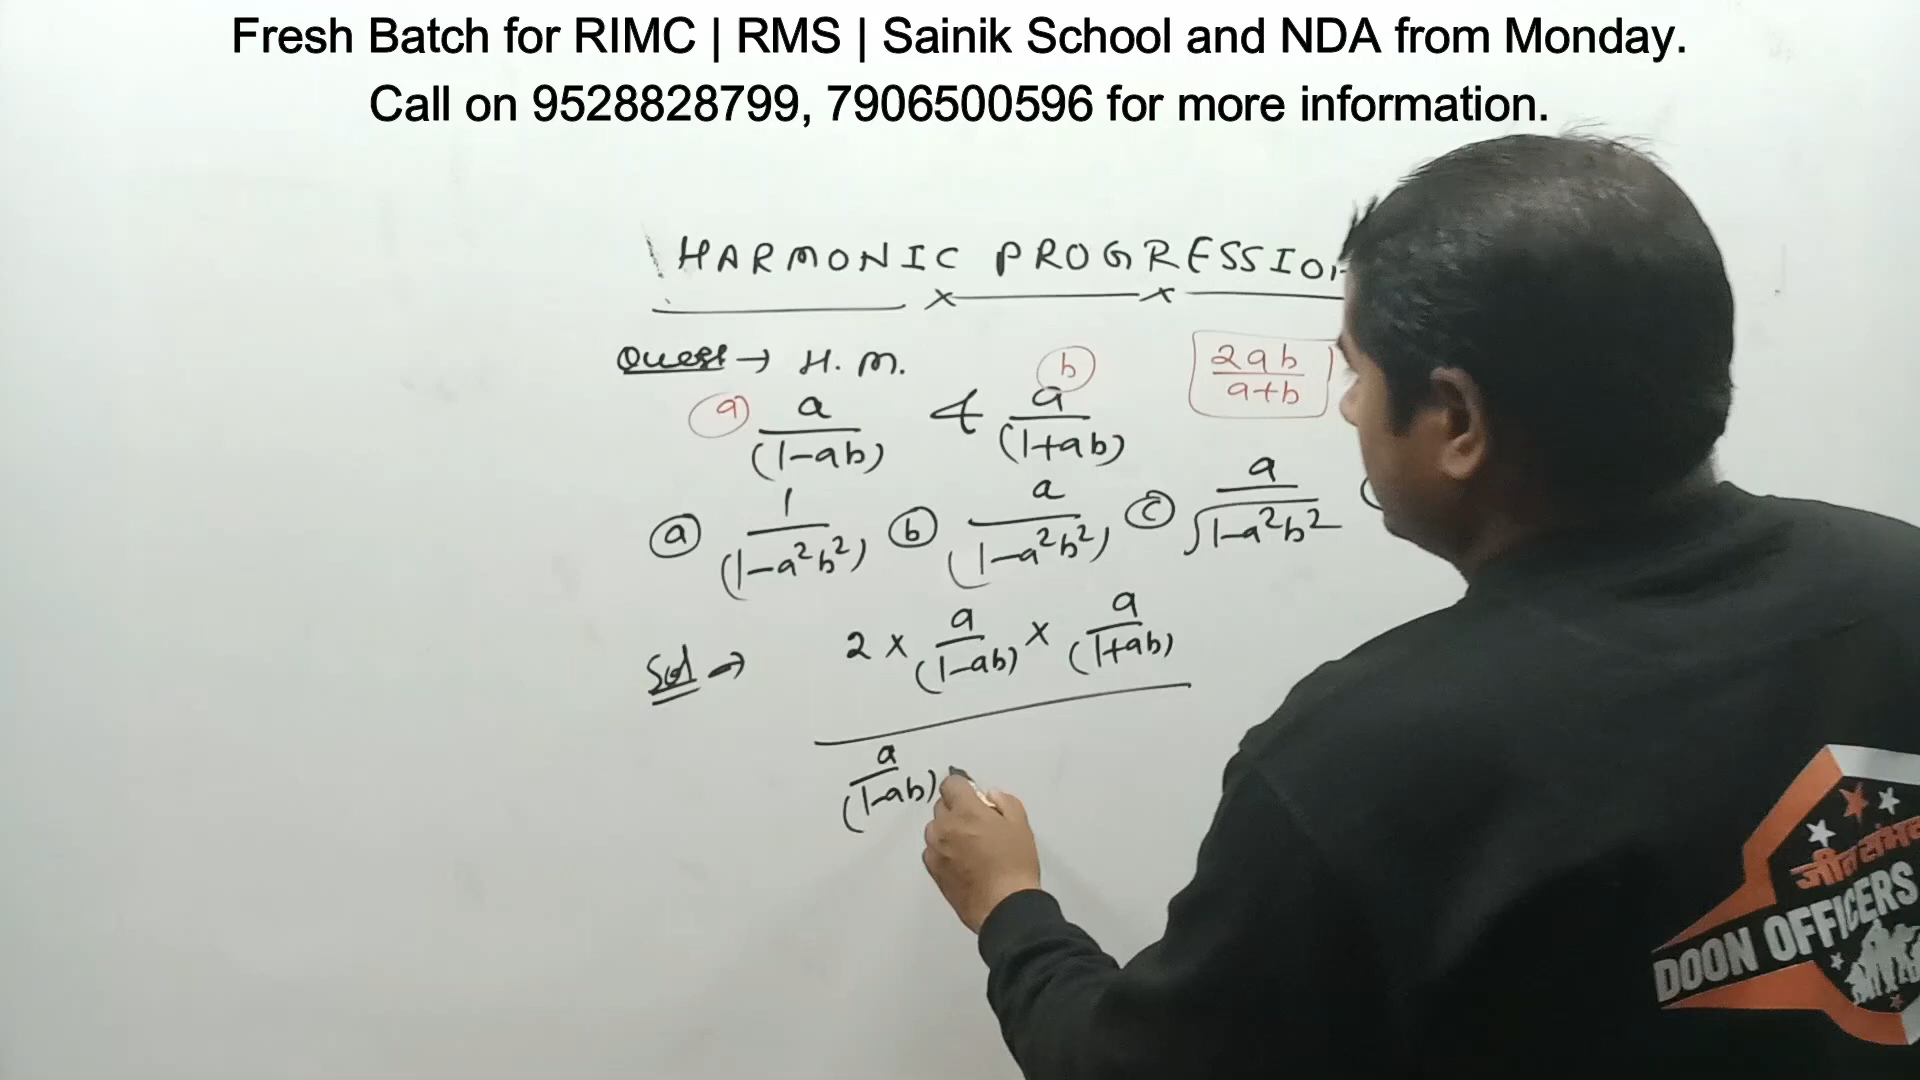 Fresh Batch for RIMC | RMS | Sainik School and NDA from Monday.
Call on 9528828799, 7906500596 for more information.
HARMONIC PROGRESSION
Ques → H.M.
a a/(1-ab) & b a/(1+ab) 2ab/a+b
(a) 1/(1-a²b²) (b) a/(1-a²b²) (c) a/√1-a²b²
Sol → 2 × a/(1-ab) × a/(1+ab)
a/(1-ab)
DOON OFFICERS